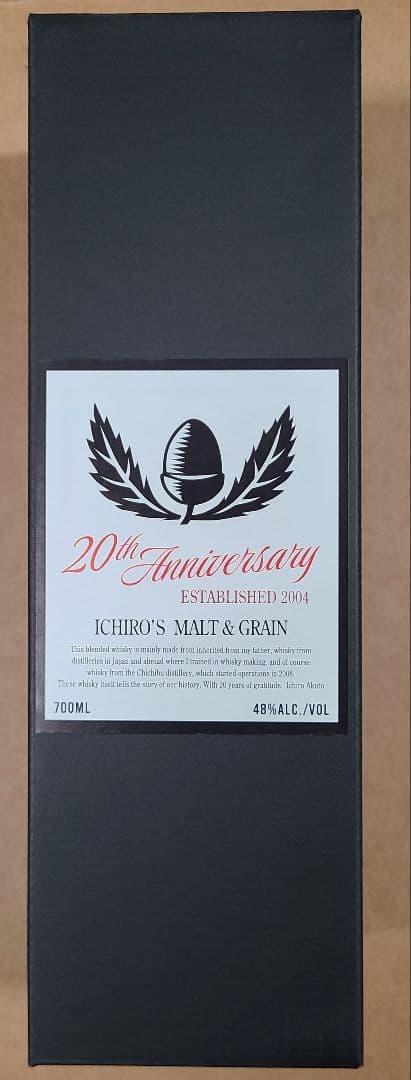 20th Anniversary
ESTABLISHED 2004
ICHIRO'S MALT & GRAIN
This blended whisky is mainly made from inherited from my father, whisky from
distilleries in Japan and abroad where I trained in whisky making, and of course
whisky from the Chichibu distillery, which started operations in 2008.
These whisky itself tells the story of our history. With 20 years of gratitude. Ichiro Akuto
700ML
48%ALC./VOL